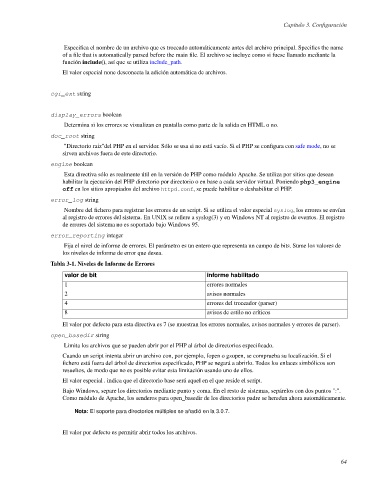 Capítulo 3. Configuración
Especifica el nombre de un archivo que es troceado automáticamente antes del archivo principal. Specifies the name
of a file that is automatically parsed before the main file. El archivo se incluye como si fuese llamado mediante la
función include(), así que se utiliza include_path.
El valor especial none desconecta la adición automática de archivos.
cgi_ext string
display_errors boolean
Determina si los errores se visualizan en pantalla como parte de la salida en HTML o no.
doc_root string
"Directorio raiz"del PHP en el servidor. Sólo se usa si no está vacío. Si el PHP se configura con safe mode, no se
sirven archivos fuera de este directorio.
engine boolean
Esta directiva sólo es realmente útil en la versión de PHP como módulo Apache. Se utiliza por sitios que desean
habilitar la ejecución del PHP directorio por directorio o en base a cada servidor virtual. Poniendo php3_engine
off en los sitios apropiados del archivo httpd.conf, se puede habilitar o deshabilitar el PHP.
error_log string
Nombre del fichero para registrar los errores de un script. Si se utiliza el valor especial syslog, los errores se envían
al registro de errores del sistema. En UNIX se refiere a syslog(3) y en Windows NT al registro de eventos. El registro
de errores del sistema no es soportado bajo Windows 95.
error_reporting integer
Fija el nivel de informe de errores. El parámetro es un entero que representa un campo de bits. Sume los valores de
los niveles de informe de error que desea.
Tabla 3-1. Niveles de Informe de Errores
valor de bit informe habilitado
1 errores normales
2 avisos normales
4 errores del troceador (parser)
8 avisos de estilo no críticos
El valor por defecto para esta directiva es 7 (se muestran los errores normales, avisos normales y errores de parser).
open_basedir string
Limita los archivos que se pueden abrir por el PHP al árbol de directorios especificado.
Cuando un script intenta abrir un archivo con, por ejemplo, fopen o gzopen, se comprueba su localización. Si el
fichero está fuera del árbol de directorios especificado, PHP se negará a abrirlo. Todos los enlaces simbólicos son
resueltos, de modo que no es posible evitar esta limitación usando uno de ellos.
El valor especial . indica que el directorio base será aquel en el que reside el script.
Bajo Windows, separe los directorios mediante punto y coma. En el resto de sistemas, sepárelos con dos puntos ":".
Como módulo de Apache, los senderos para open_basedir de los directorios padre se heredan ahora automáticamente.
Nota: El soporte para directorios múltiples se añadió en la 3.0.7.
El valor por defecto es permitir abrir todos los archivos.
64